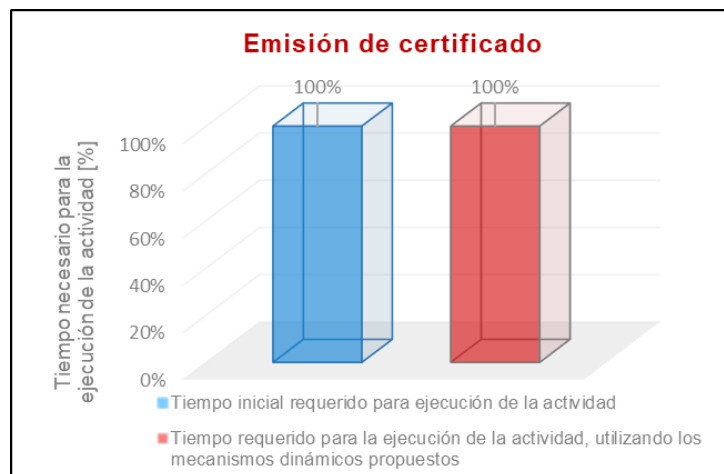 Emisión de certificado
100%
100%
Tiempo necesario para la
ejecución de la actividad [%]
100%
80%
60%
40%
20%
0%
Tiempo inicial requerido para ejecución de la actividad
Tiempo requerido para la ejecución de la actividad, utilizando los
mecanismos dinámicos propuestos